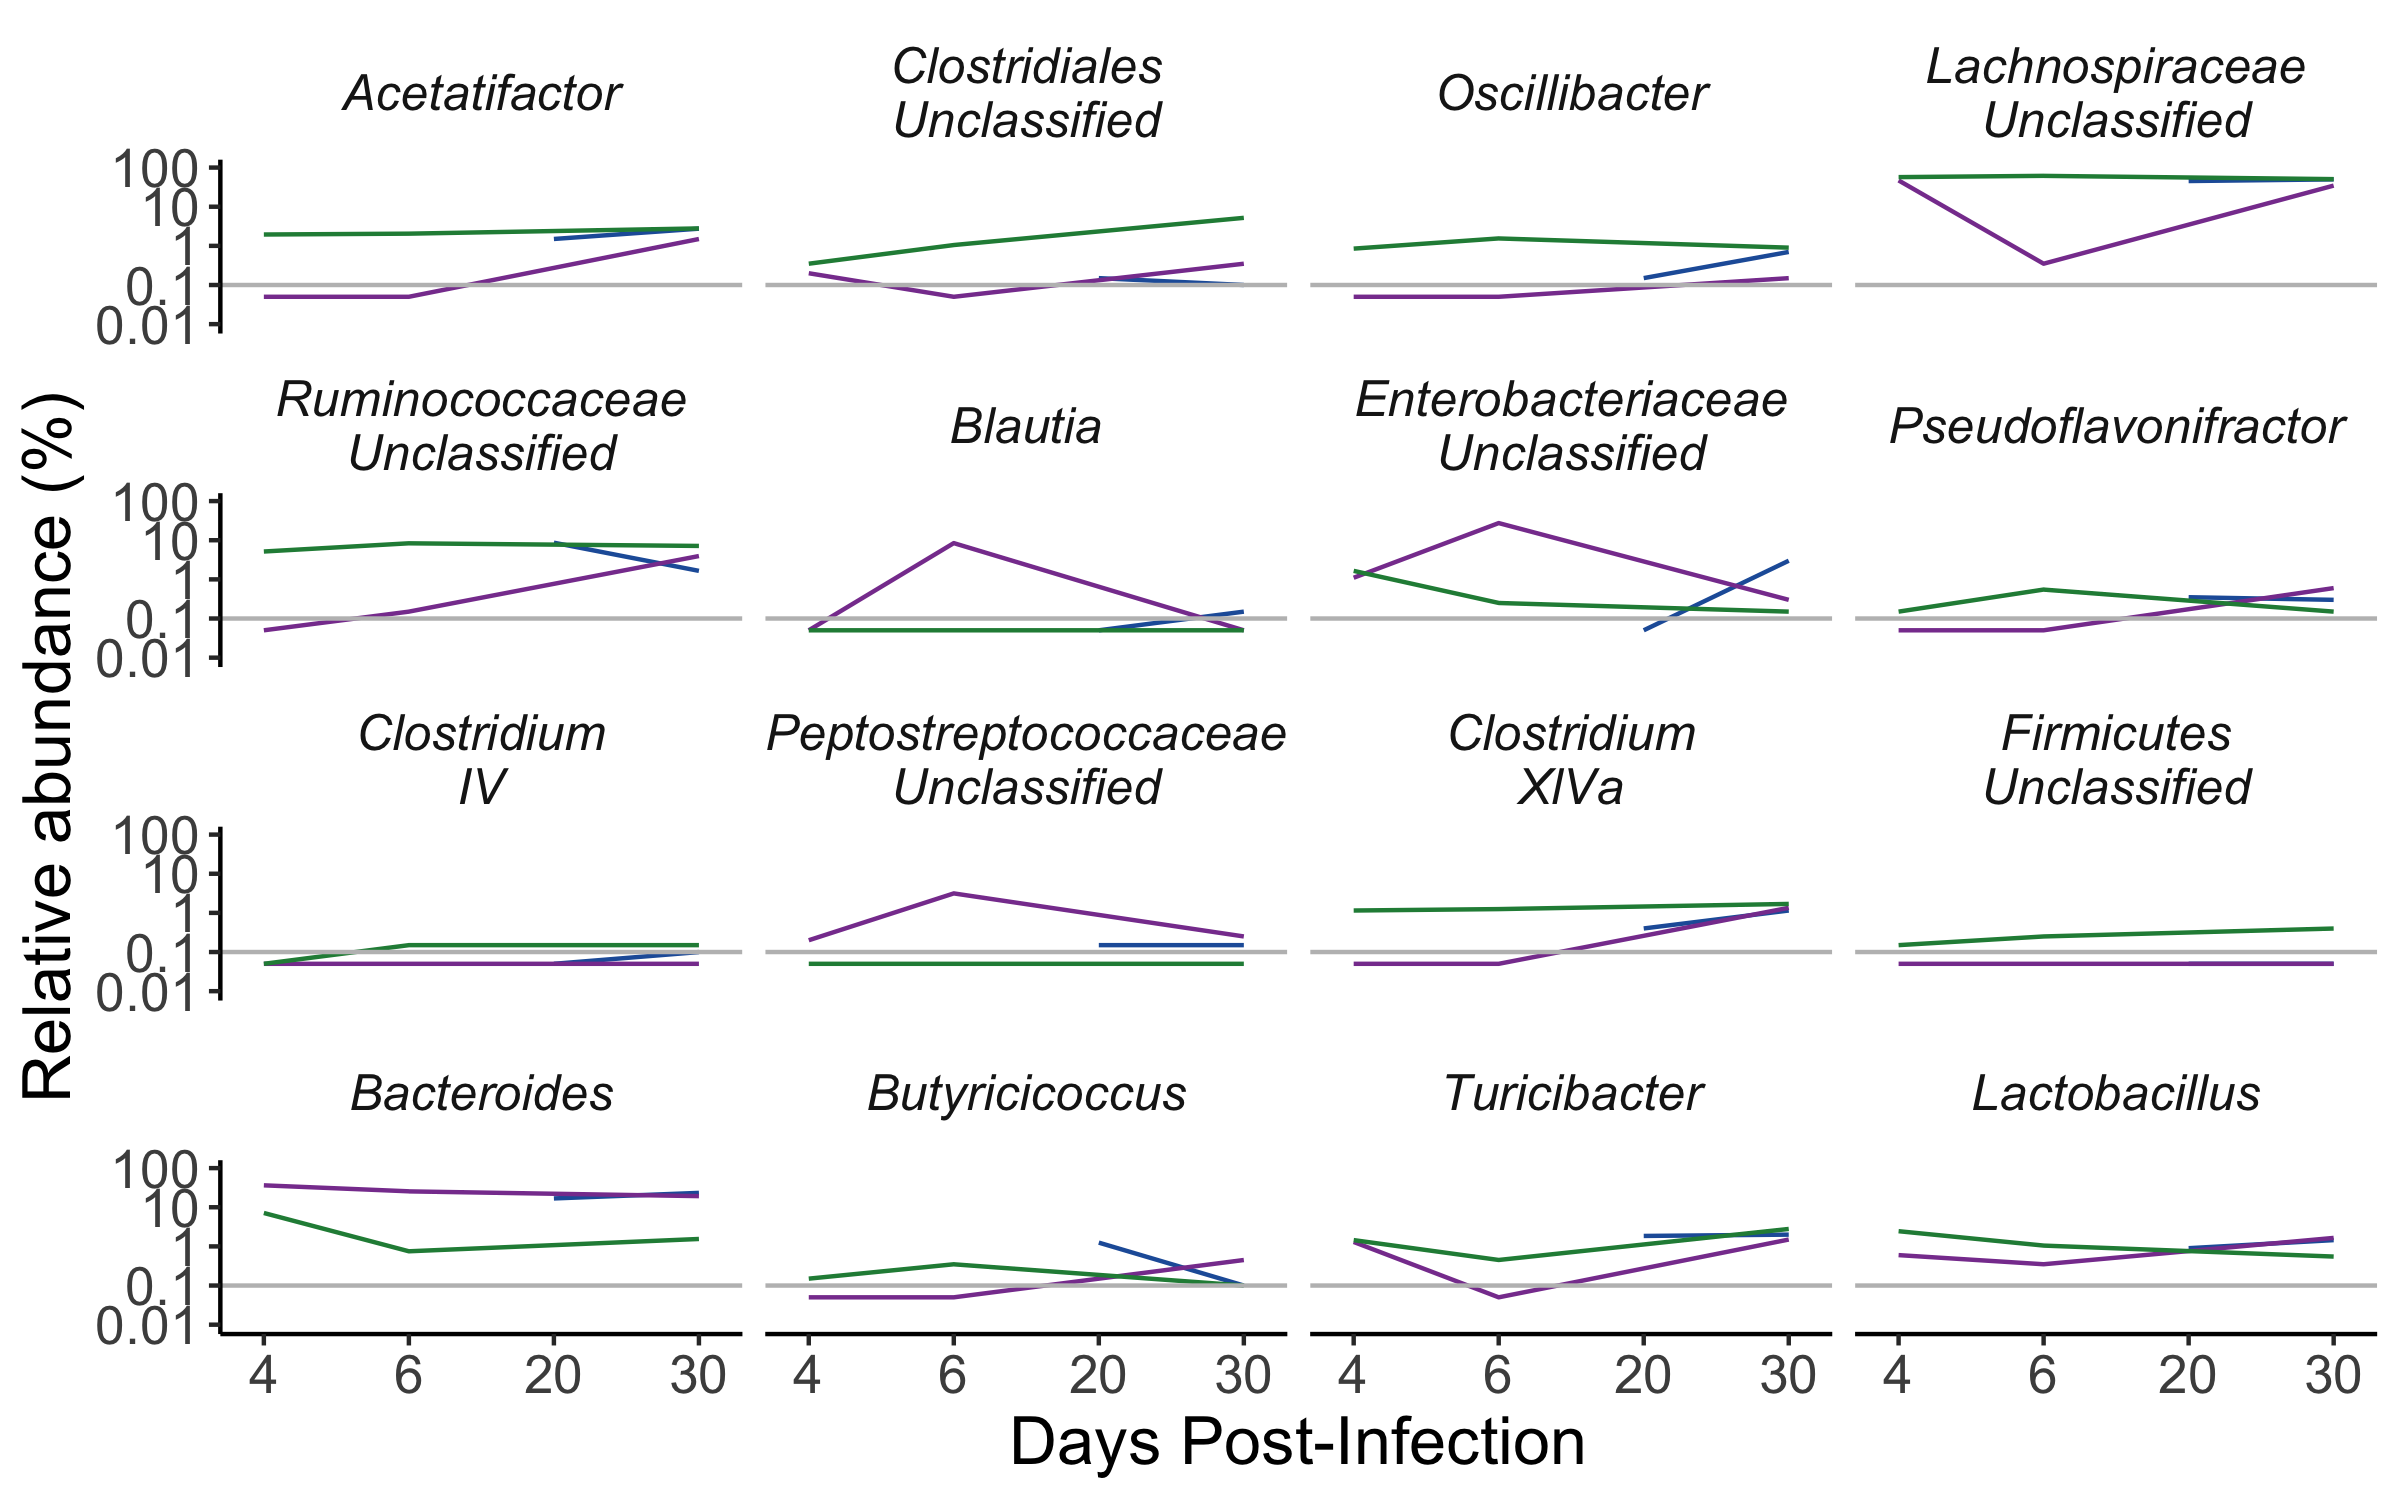 Acetatifactor
Clostridiales
Unclassified
Oscillibacter
Lachnospiraceae
Unclassified
100
10
1
0.1
0.01
Ruminococcaceae
Unclassified
Blautia
Enterobacteriaceae
Unclassified
Pseudoflavonifractor
100
10
1
0.1
0.01
Relative abundance (%)
Clostridium
IV
Peptostreptococcaceae
Unclassified
Clostridium
XIVa
Firmicutes
Unclassified
100
10
1
0.1
0.01
Bacteroides
Butyricicoccus
Turicibacter
Lactobacillus
100
10
1
0.1
0.01
4 6 20 30
4 6 20 30
4 6 20 30
4 6 20 30
Days Post-Infection